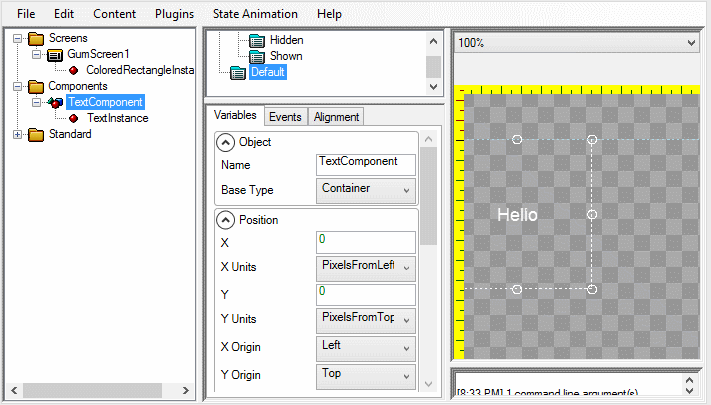 File Edit Content Plugins State Animation Help
Screens
GumScreen1
ColoredRectangleInsta
Components
TextComponent
TextInstance
Standard
Hidden
Shown
Default
Variables Events Alignment
Object
Name TextComponent
Base Type Container
Position
X 0
X Units PixelsFromLeft
Y 0
Y Units PixelsFromTop
X Origin Left
Y Origin Top
100%
Hello
[8:33 PM] 1 command line argument(s)